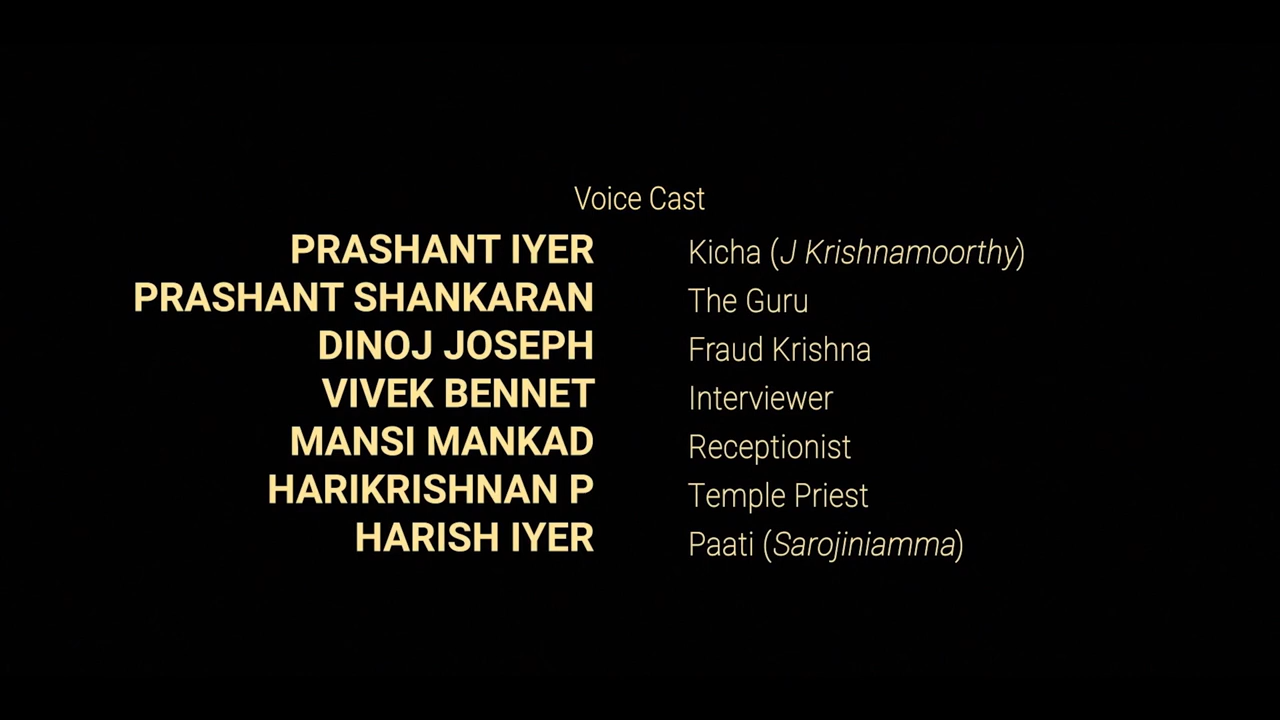 Voice Cast
PRASHANT IYER Kicha (J Krishnamoorthy)
PRASHANT SHANKARAN The Guru
DINOJ JOSEPH Fraud Krishna
VIVEK BENNET Interviewer
MANSI MANKAD Receptionist
HARIKRISHNAN P Temple Priest
HARISH IYER Paati (Sarojiniamma)